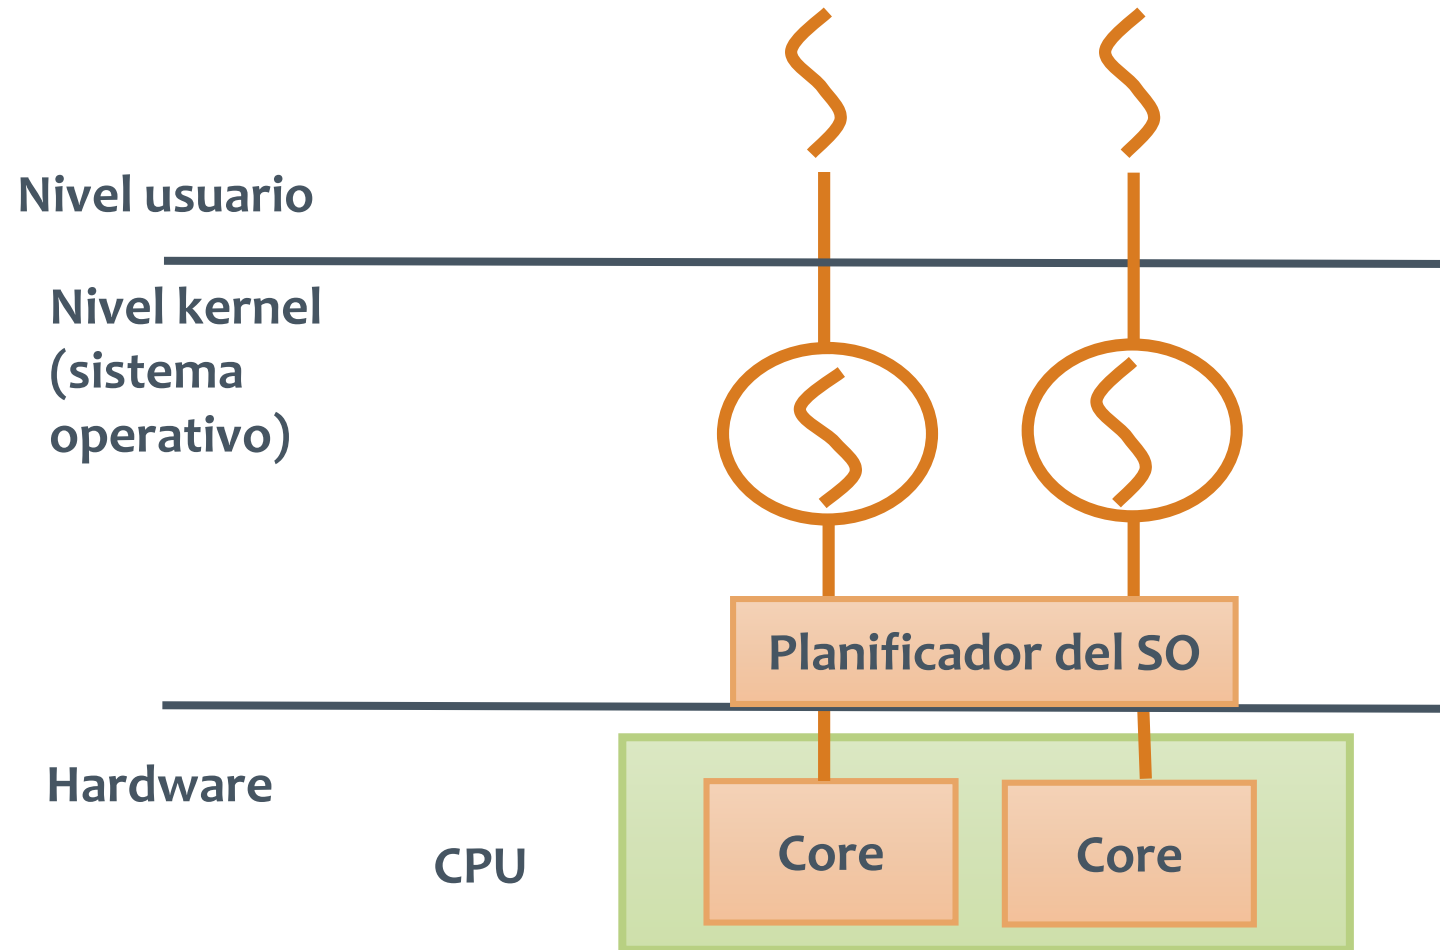 Nivel usuario
Nivel kernel
(sistema
operativo)
Planificador del SO
Hardware
CPU
Core
Core